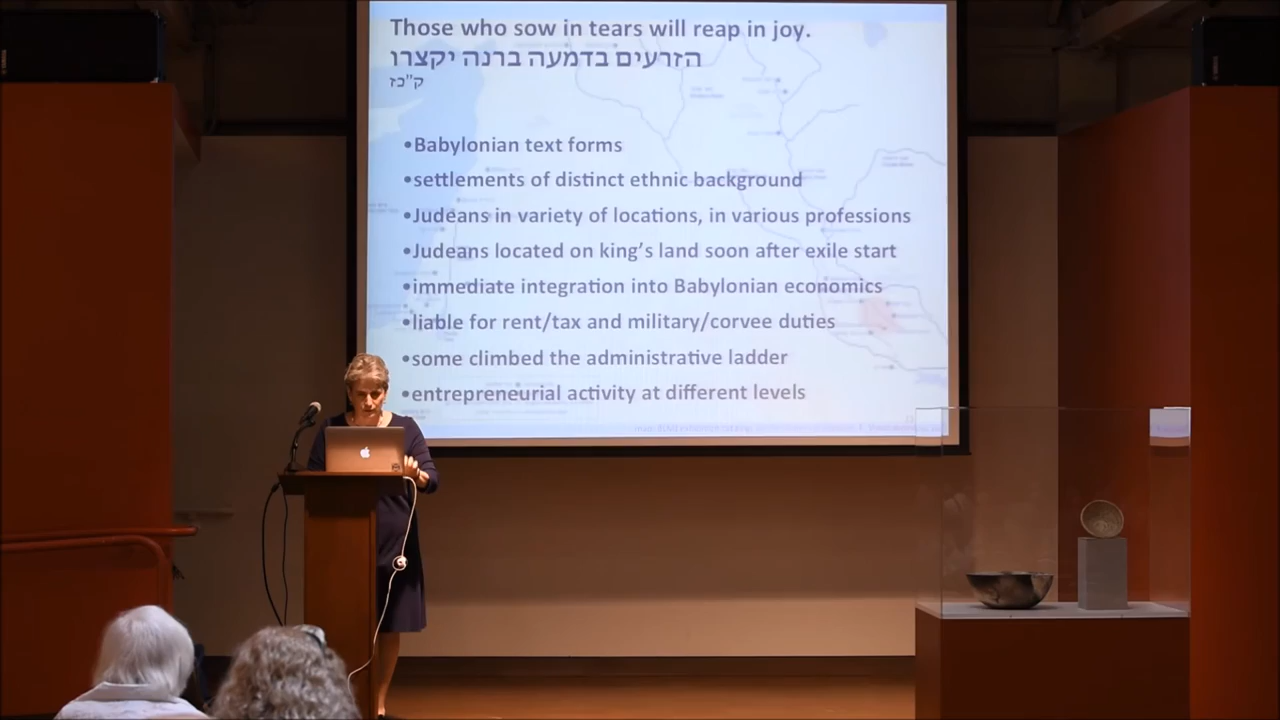 Those who sow in tears will reap in joy.
הזרעים בדמעה ברנה יקצרו
ק"כז
•Babylonian text forms
•settlements of distinct ethnic background
•Judeans in variety of locations, in various professions
•Judeans located on king's land soon after exile start
•immediate integration into Babylonian economics
•liable for rent/tax and military/corvee duties
•some climbed the administrative ladder
•entrepreneurial activity at different levels